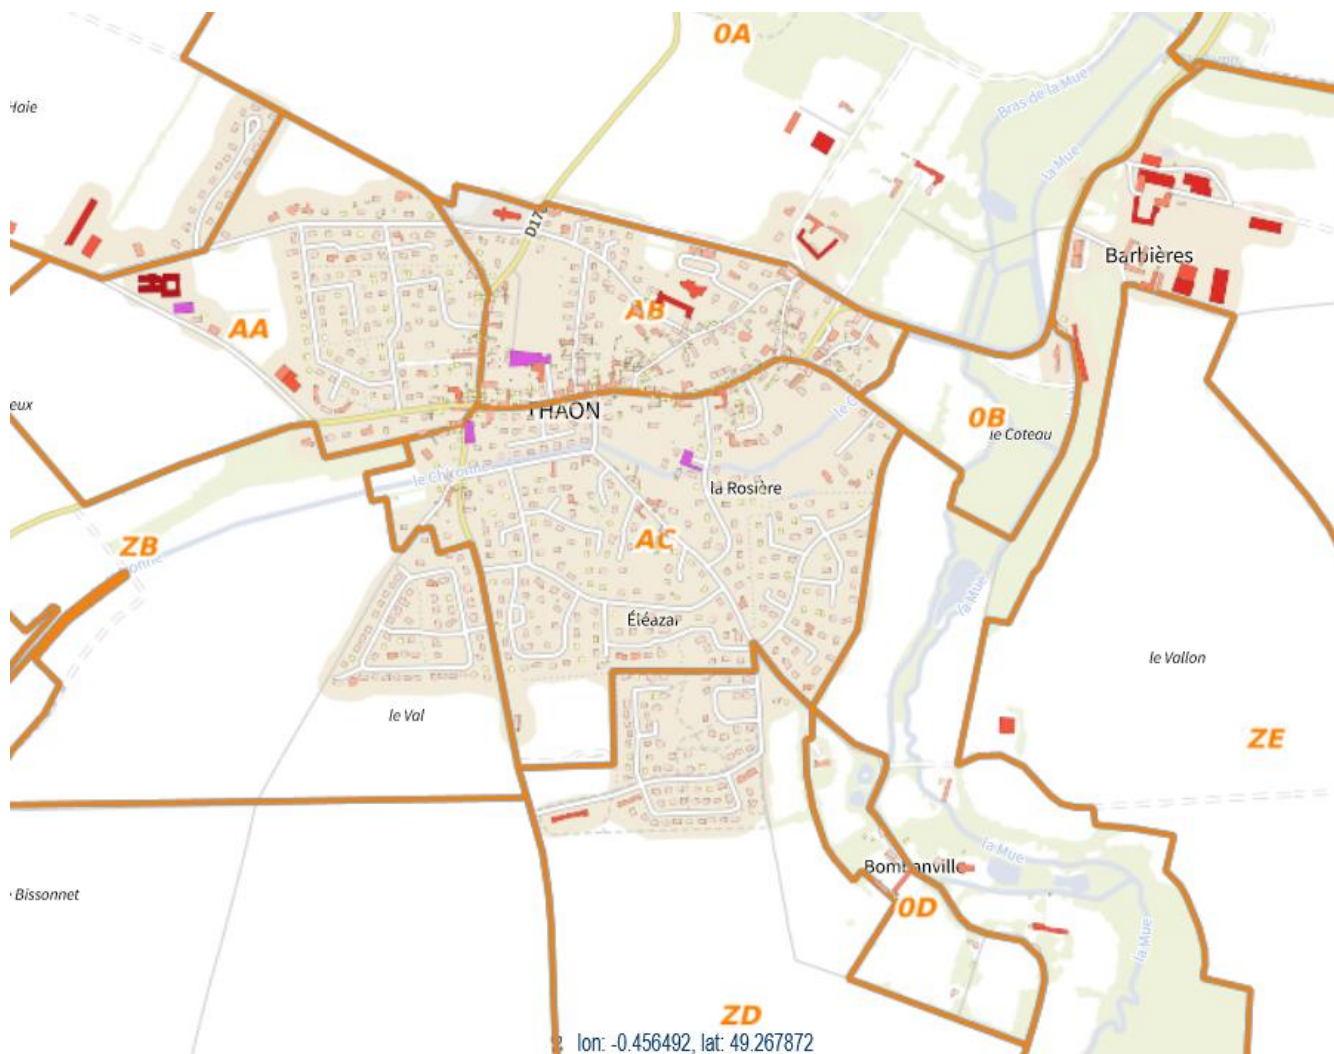 0A
Bras de la Mue
Haie
la Mue
D17
Barbières
AB
AA
THAON
0B
le Coteau
le Chironne
la Rosière
ZB
AC
la Mue
Éléazar
le Vallon
le Val
ZE
la Mue
Bombanville
Bissonnet
0D
la Mue
ZD
lon: -0.456492, lat: 49.267872